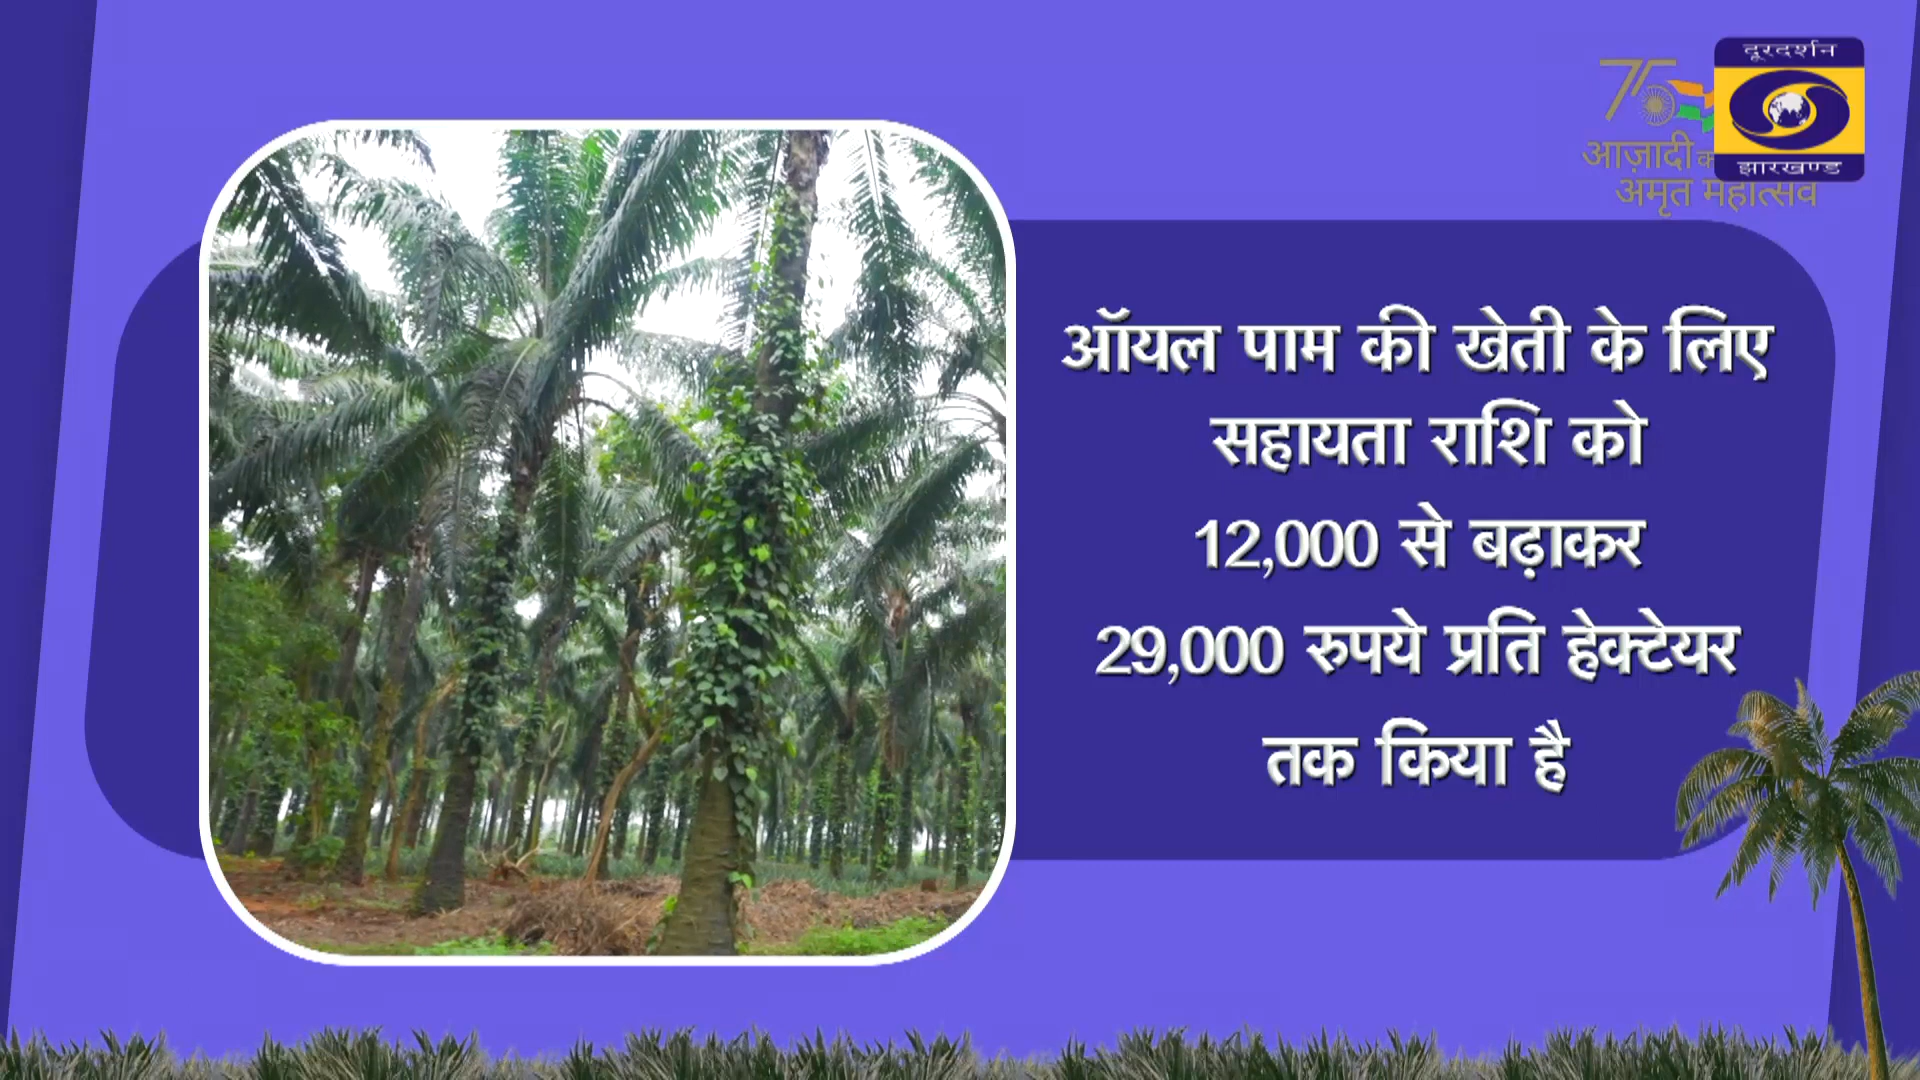 दूरदर्शन
75
आज़ादी का
अमृत महोत्सव
झारखण्ड
ऑयल पाम की खेती के लिए
सहायता राशि को
12,000 से बढ़ाकर
29,000 रुपये प्रति हेक्टेयर
तक किया है